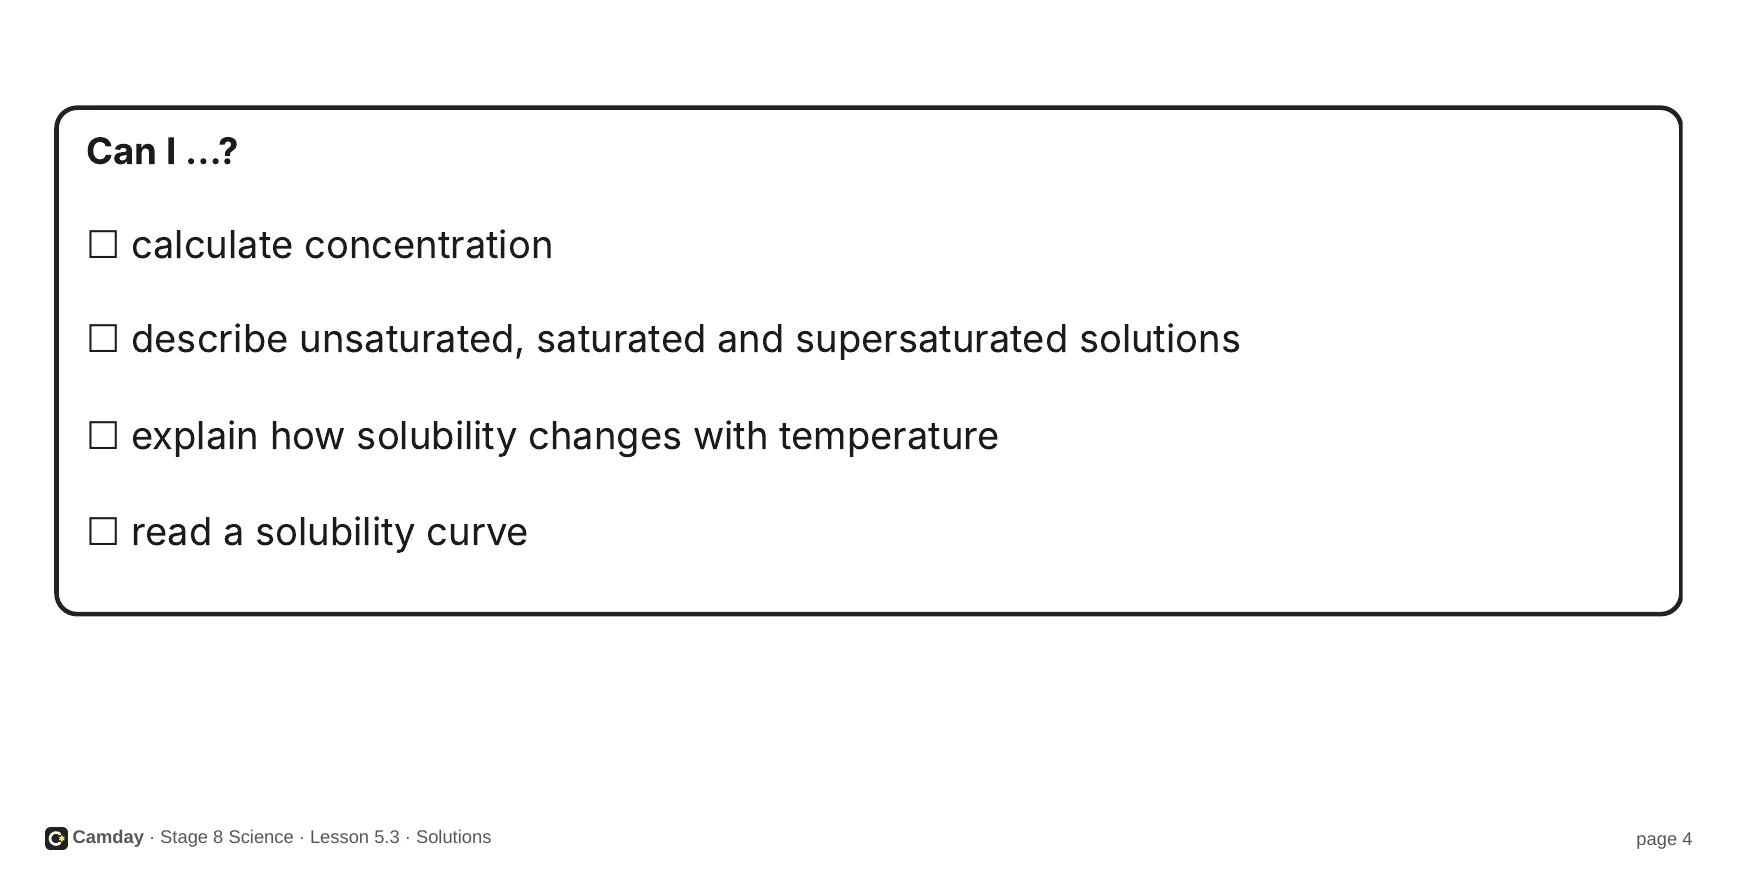 Can I …?
☐ calculate concentration
☐ describe unsaturated, saturated and supersaturated solutions
☐ explain how solubility changes with temperature
☐ read a solubility curve
Camday · Stage 8 Science · Lesson 5.3 · Solutions
page 4